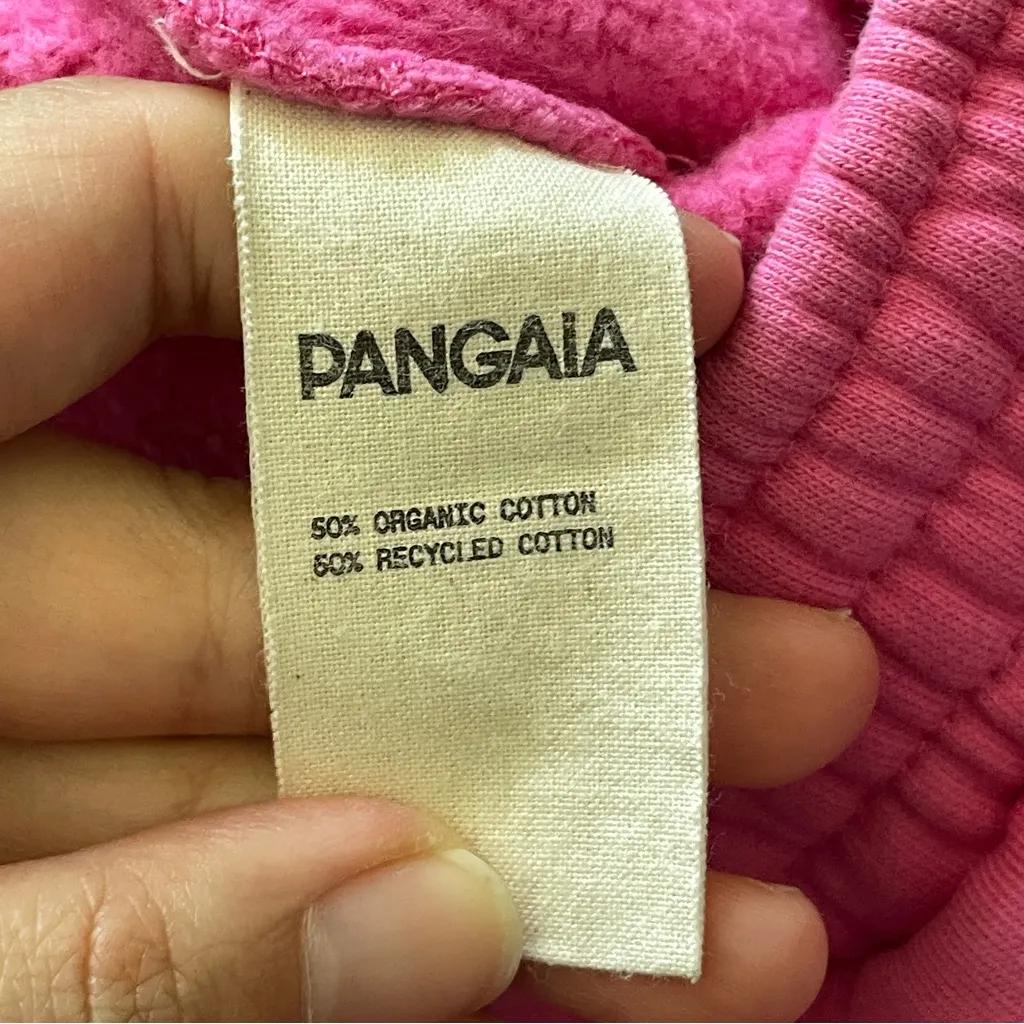 PANGAIA
50% ORGANIC COTTON
50% RECYCLED COTTON